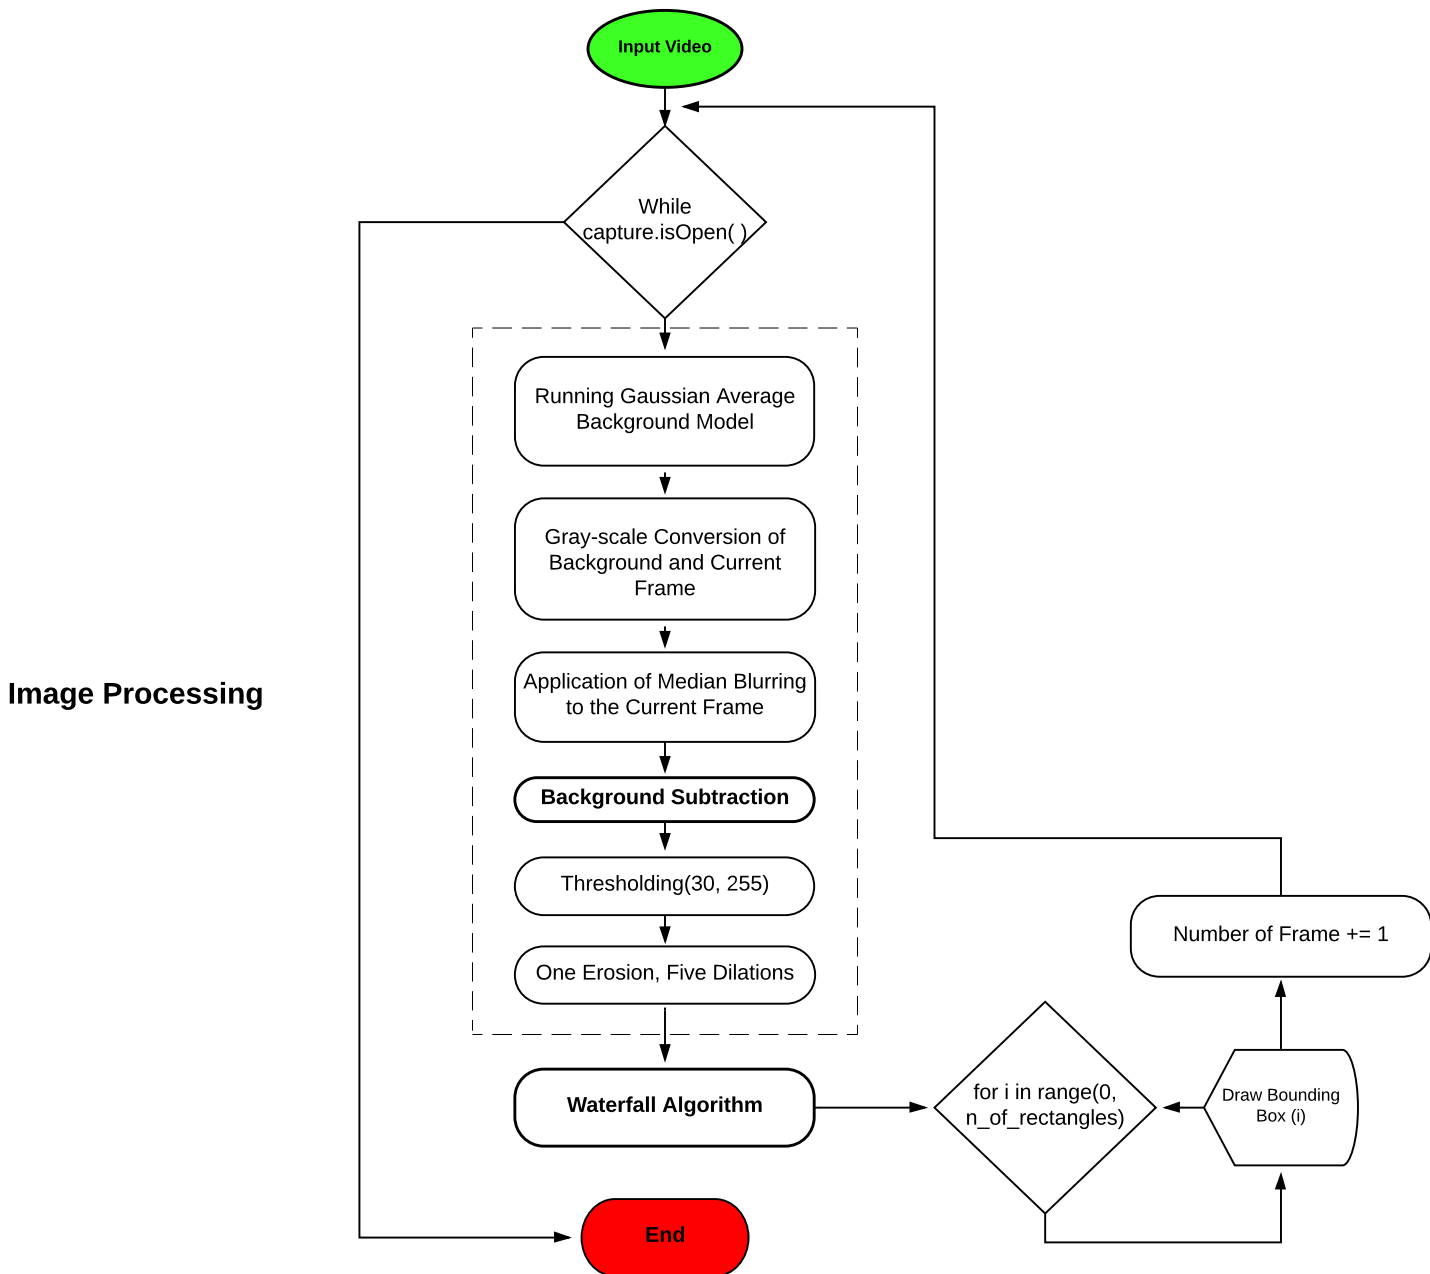 Input Video
While
capture.isOpen( )
Running Gaussian Average
Background Model
Gray-scale Conversion of
Background and Current
Frame
Image Processing
Application of Median Blurring
to the Current Frame
Background Subtraction
Thresholding(30, 255)
One Erosion, Five Dilations
Waterfall Algorithm
for i in range(0,
n_of_rectangles)
Draw Bounding
Box (i)
Number of Frame += 1
End